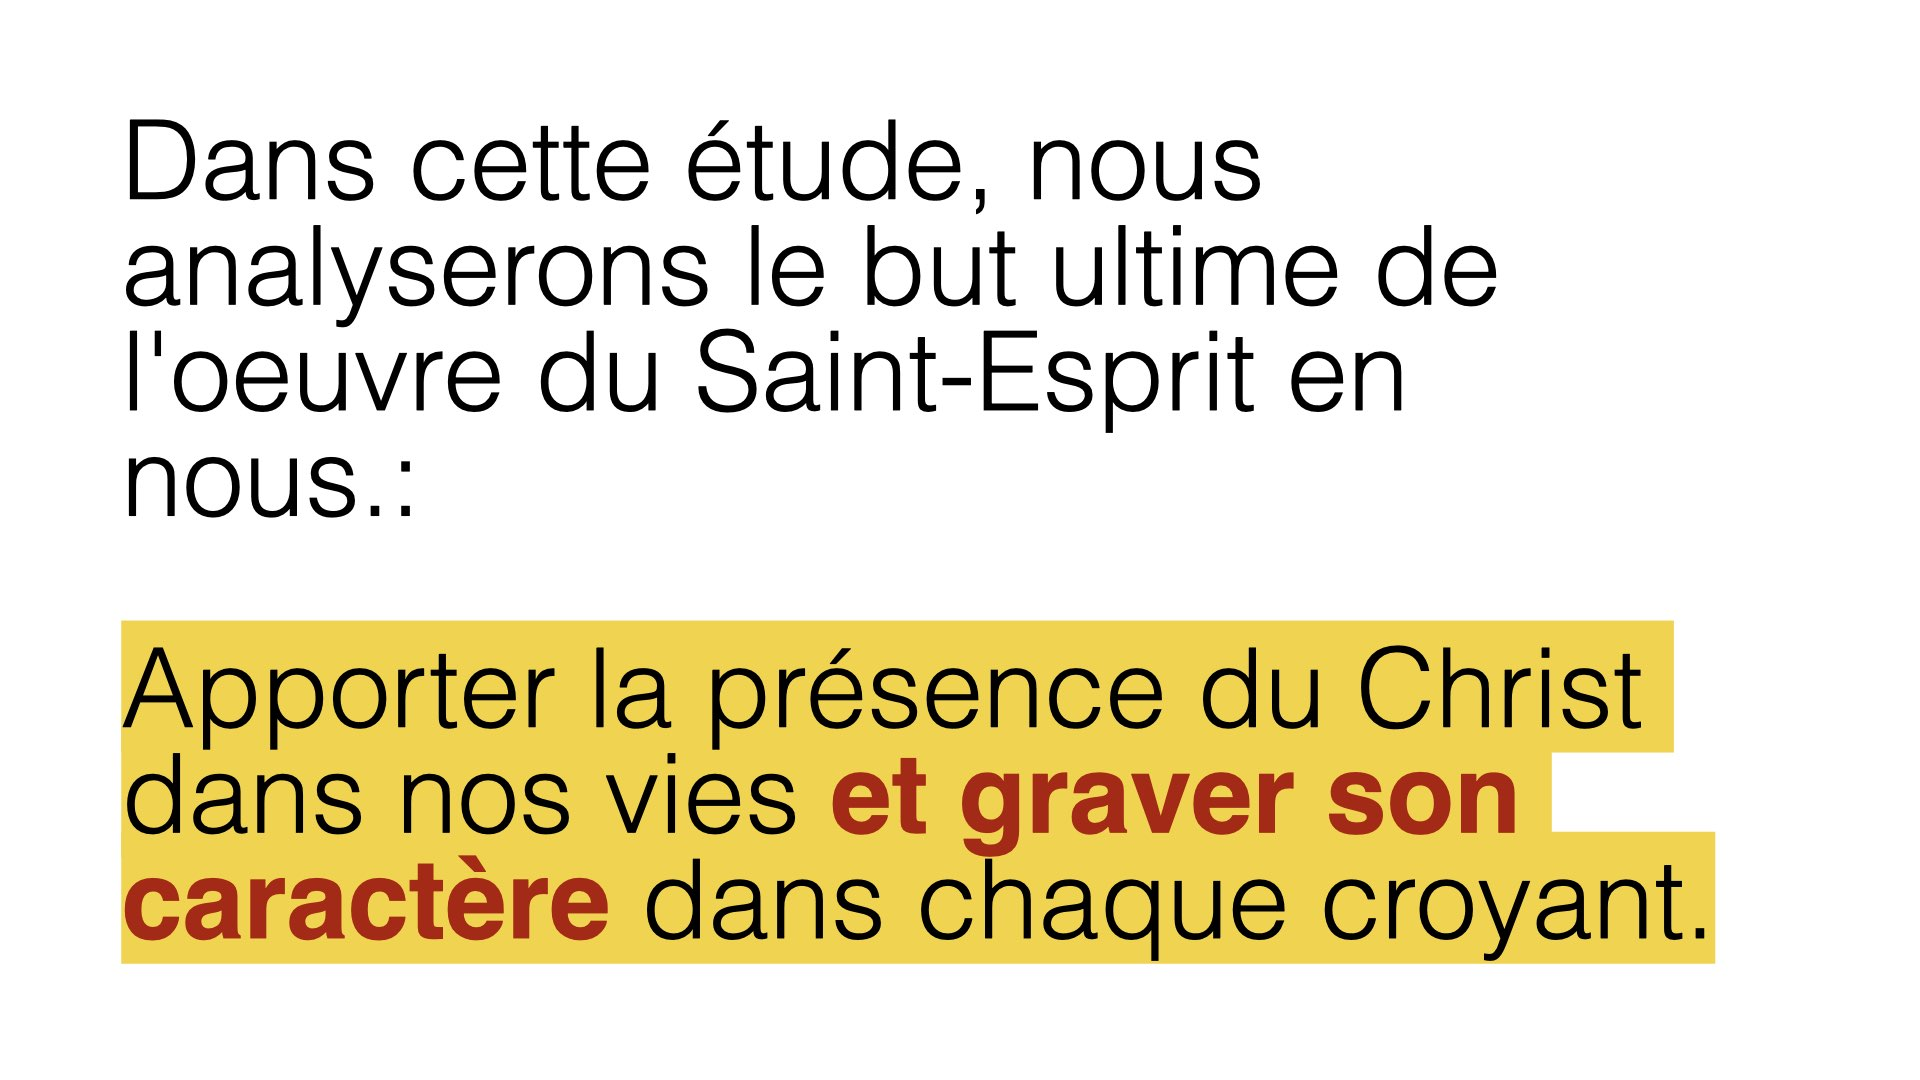 Dans cette étude, nous
analyserons le but ultime de
l'oeuvre du Saint-Esprit en
nous.:
Apporter la présence du Christ
dans nos vies et graver son
caractère dans chaque croyant.